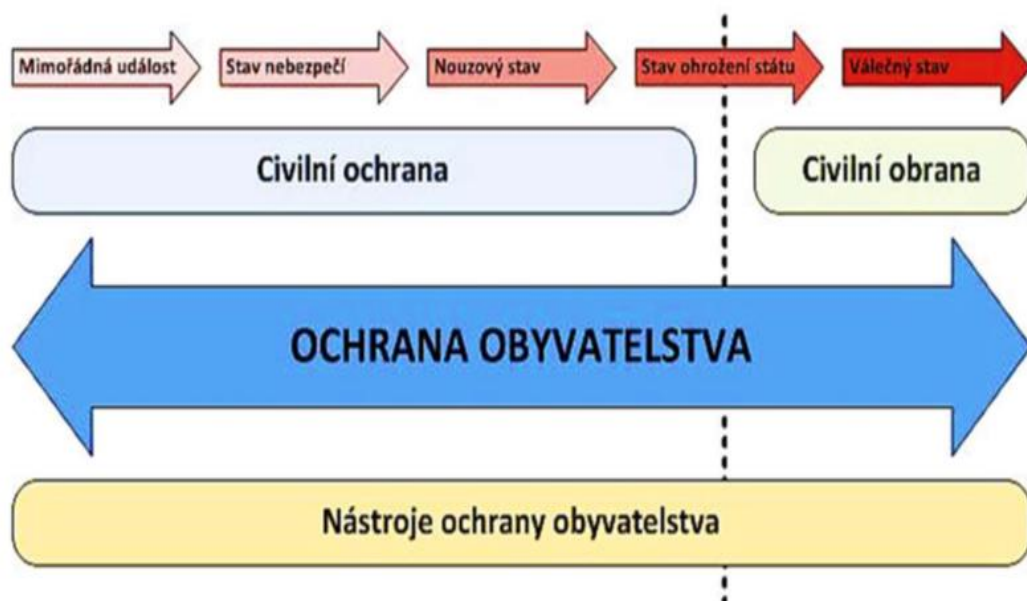 Mimořádná událost
Stav nebezpečí
Nouzový stav
Stav ohrožení státu
Válečný stav
Civilní ochrana
Civilní obrana
OCHRANA OBYVATELSTVA
Nástroje ochrany obyvatelstva